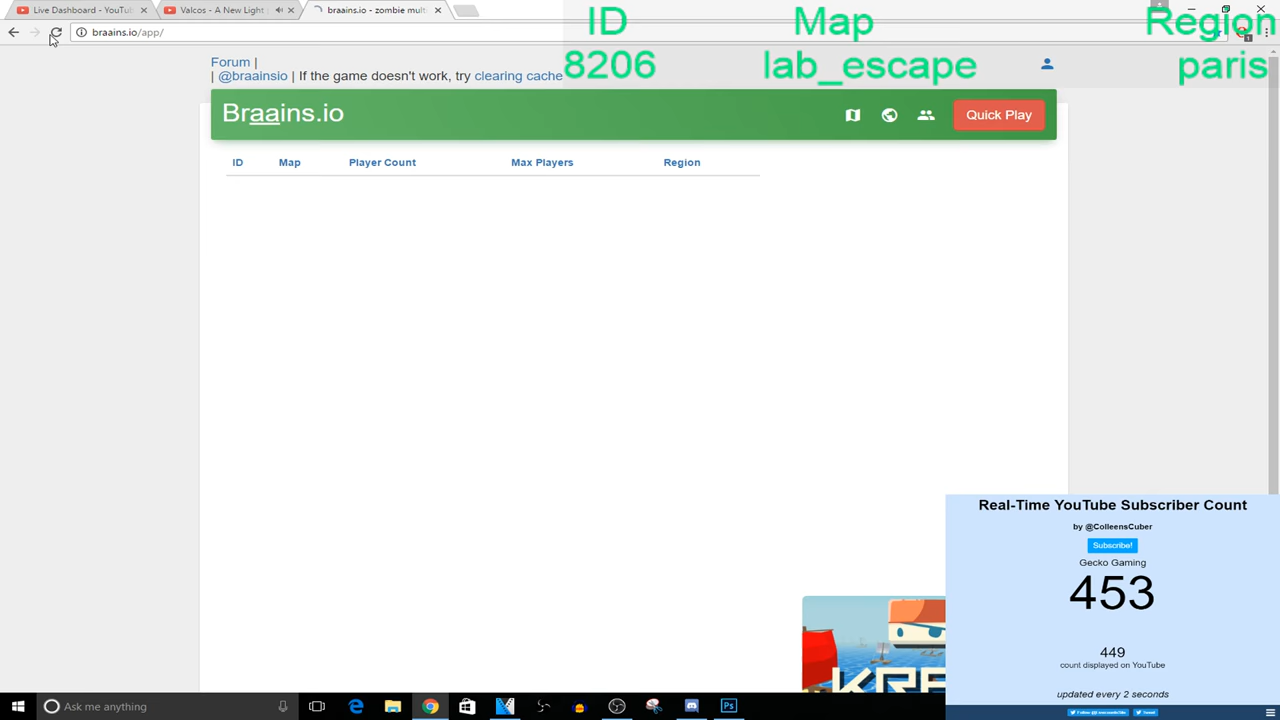 Live Dashboard - YouTu
Valcos - A New Light
braains.io - zombie mult
braains.io/app/
ID Map Region
8206 lab_escape paris
Forum |
| @braainsio | If the game doesn't work, try clearing cache
Braains.io
Quick Play
ID Map Player Count Max Players Region
Real-Time YouTube Subscriber Count
by @ColleensCuber
Subscribe!
Gecko Gaming
453
449
count displayed on YouTube
updated every 2 seconds
Tweet
Ask me anything